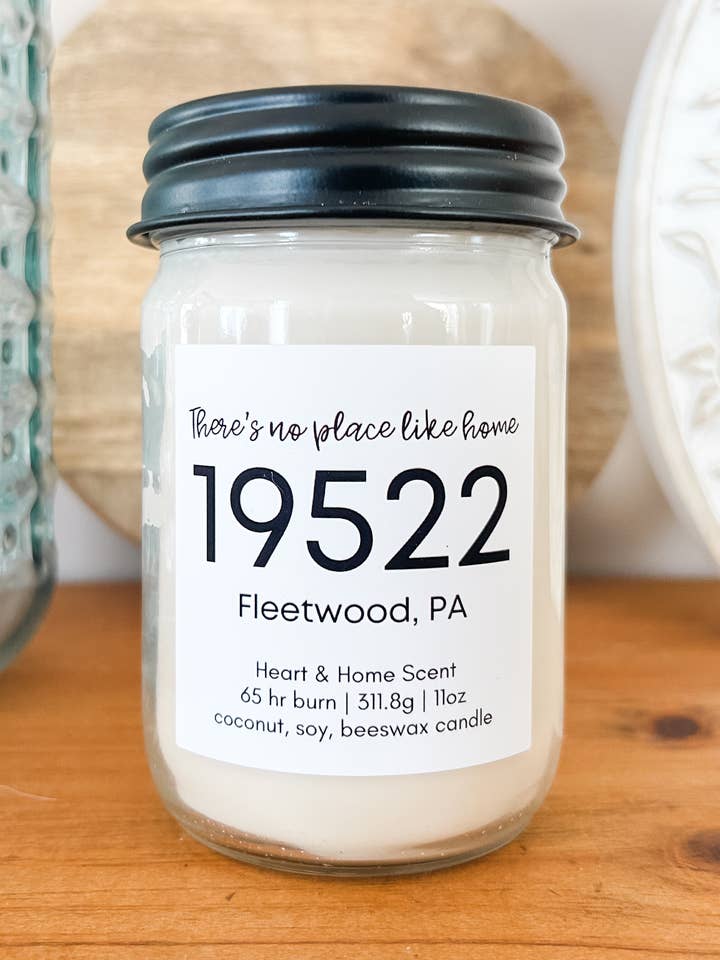 There's no place like home
19522
Fleetwood, PA
Heart & Home Scent
65 hr burn | 311.8g | 11oz
coconut, soy, beeswax candle